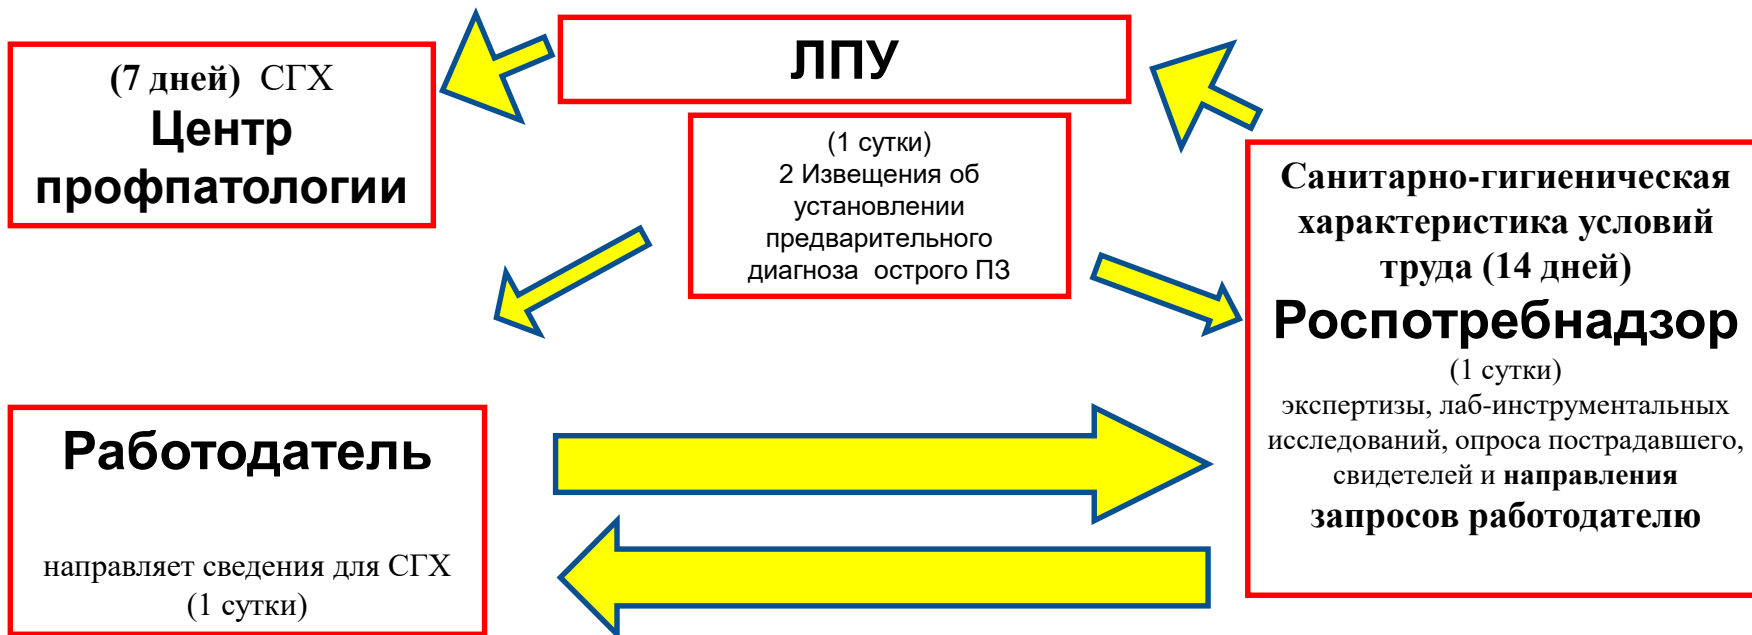 (7 дней) СГХ
Центр
профпатологии
ЛПУ
(1 сутки)
2 Извещения об
установлении
предварительного
диагноза острого ПЗ
Санитарно-гигиеническая
характеристика условий
труда (14 дней)
Роспотребнадзор
(1 сутки)
экспертизы, лаб-инструментальных
исследований, опроса пострадавшего,
свидетелей и направления
запросов работодателю
Работодатель
направляет сведения для СГХ
(1 сутки)